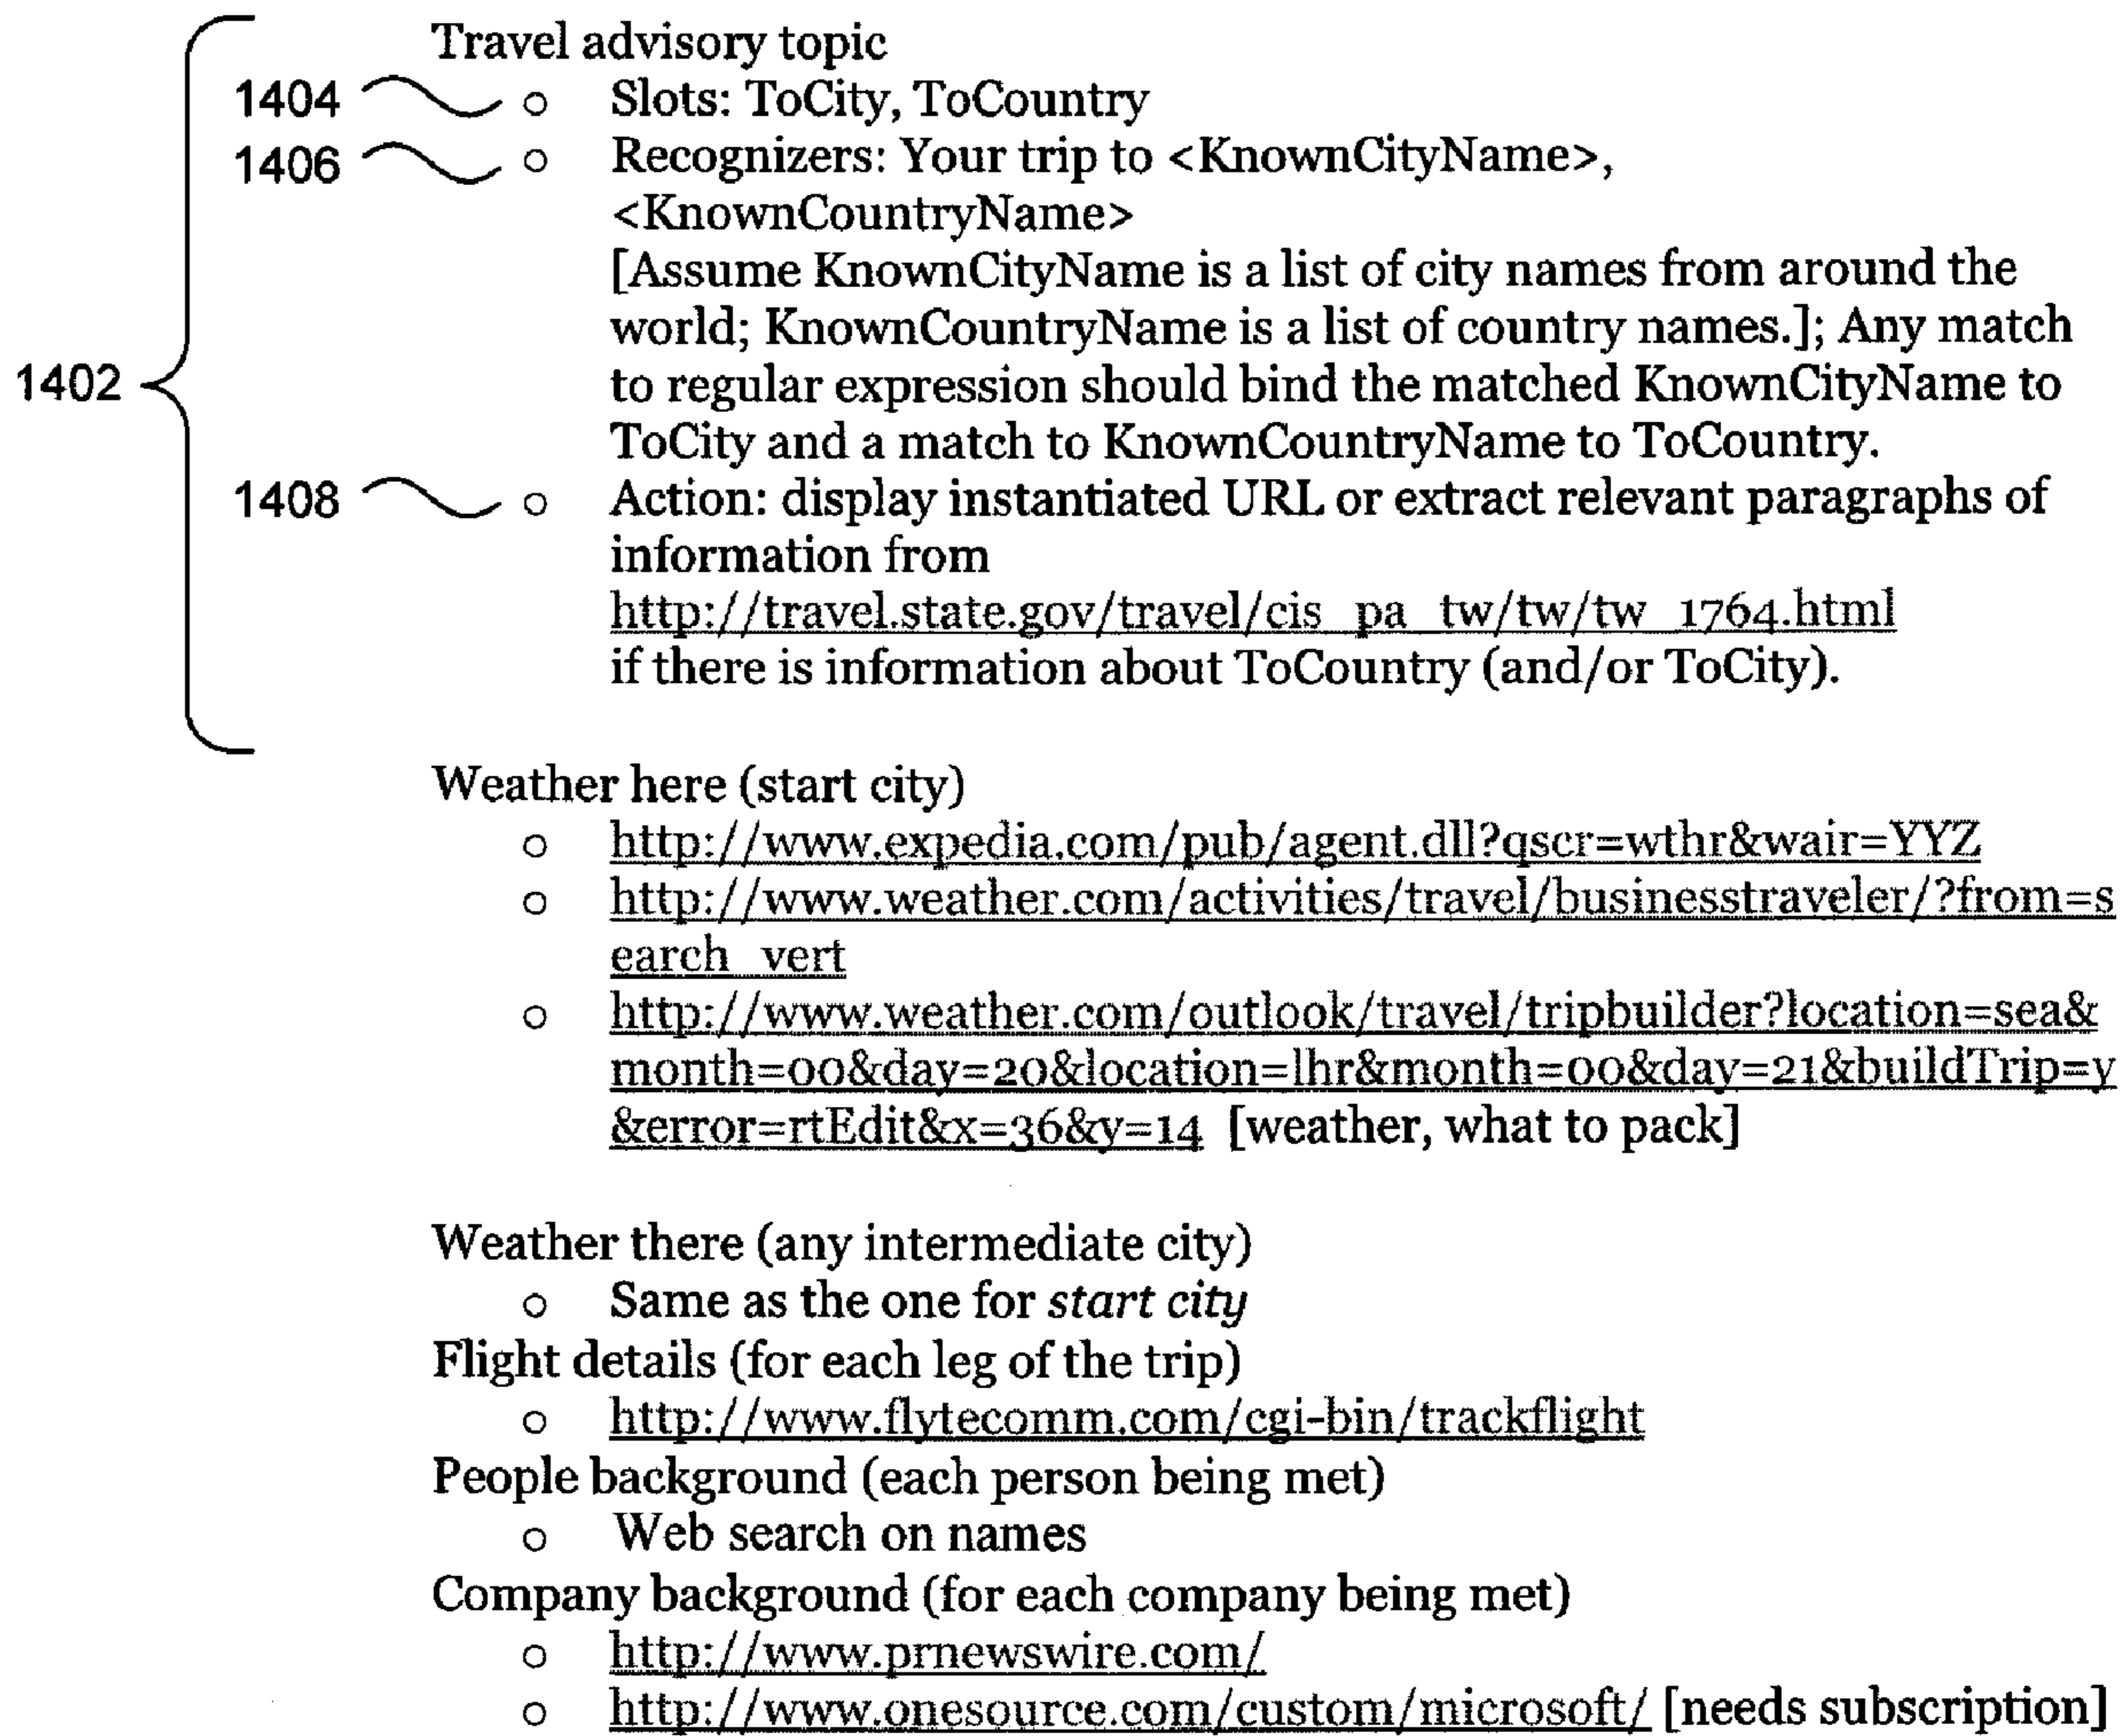 Travel advisory topic
1404 o Slots: ToCity, ToCountry
1406 o Recognizers: Your trip to <KnownCityName>,
<KnownCountryName>
[Assume KnownCityName is a list of city names from around the
world; KnownCountryName is a list of country names.]; Any match
1402 to regular expression should bind the matched KnownCityName to
ToCity and a match to KnownCountryName to ToCountry.
1408 o Action: display instantiated URL or extract relevant paragraphs of
information from
http://travel.state.gov/travel/cis_pa_tw/tw/tw_1764.html
if there is information about ToCountry (and/or ToCity).
Weather here (start city)
o http://www.expedia.com/pub/agent.dll?qscr=wthr&wair=YYZ
o http://www.weather.com/activities/travel/businesstraveler/?from=s
earch_vert
o http://www.weather.com/outlook/travel/tripbuilder?location=sea&
month=00&day=20&location=lhr&month=00&day=21&buildTrip=y
&error=rtEdit&x=36&y=14 [weather, what to pack]
Weather there (any intermediate city)
o Same as the one for start city
Flight details (for each leg of the trip)
o http://www.flytecomm.com/cgi-bin/trackflight
People background (each person being met)
o Web search on names
Company background (for each company being met)
o http://www.prnewswire.com/
o http://www.onesource.com/custom/microsoft/ [needs subscription]